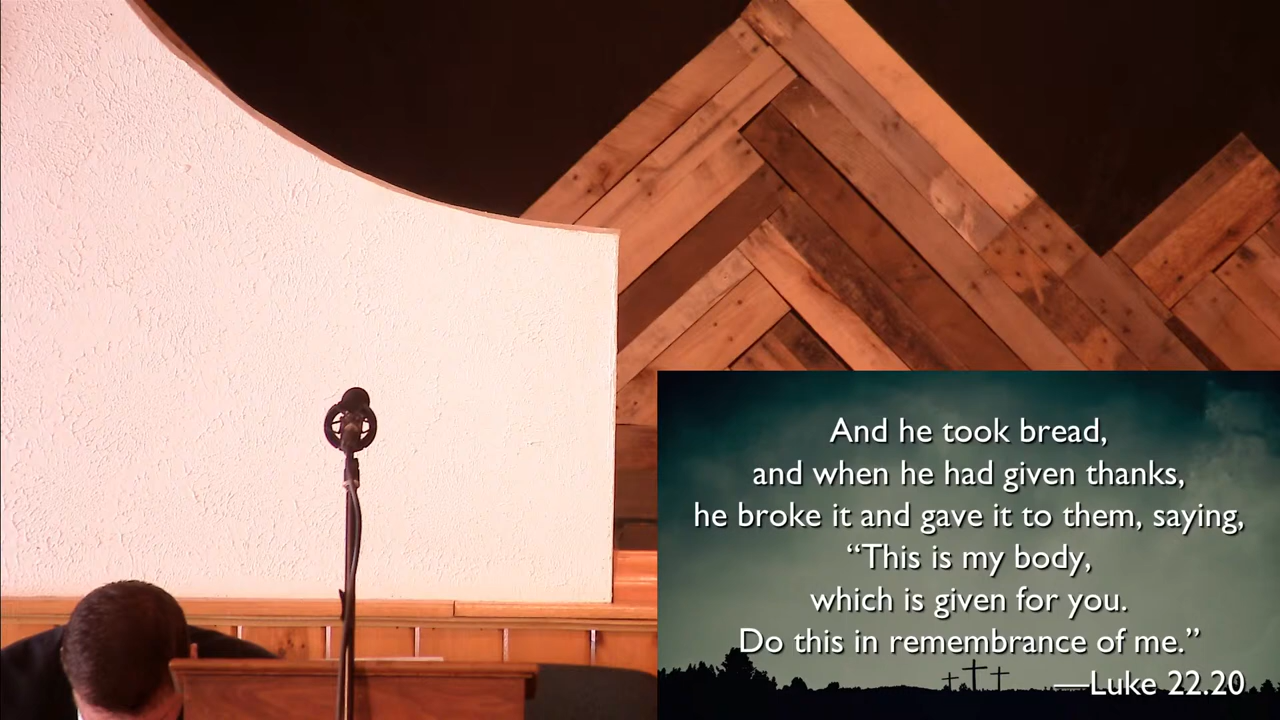 And he took bread,
and when he had given thanks,
he broke it and gave it to them, saying,
“This is my body,
which is given for you.
Do this in remembrance of me.”
—Luke 22.20